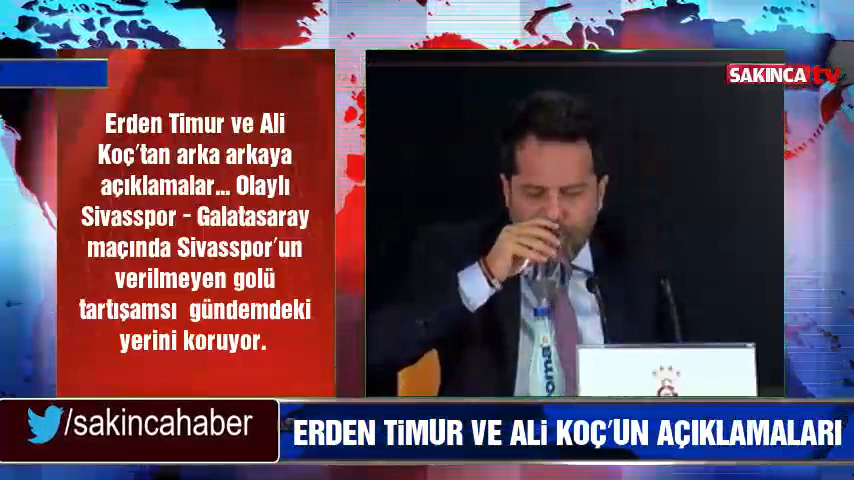 SAKINCA tv
Erden Timur ve Ali
Koç'tan arka arkaya
açıklamalar... Olaylı
Sivasspor - Galatasaray
maçında Sivasspor'un
verilmeyen golü
tartışamsı gündemdeki
yerini koruyor.
oma
/sakincahaber
ERDEN TiMUR VE ALi KOÇ'UN AÇIKLAMALARI